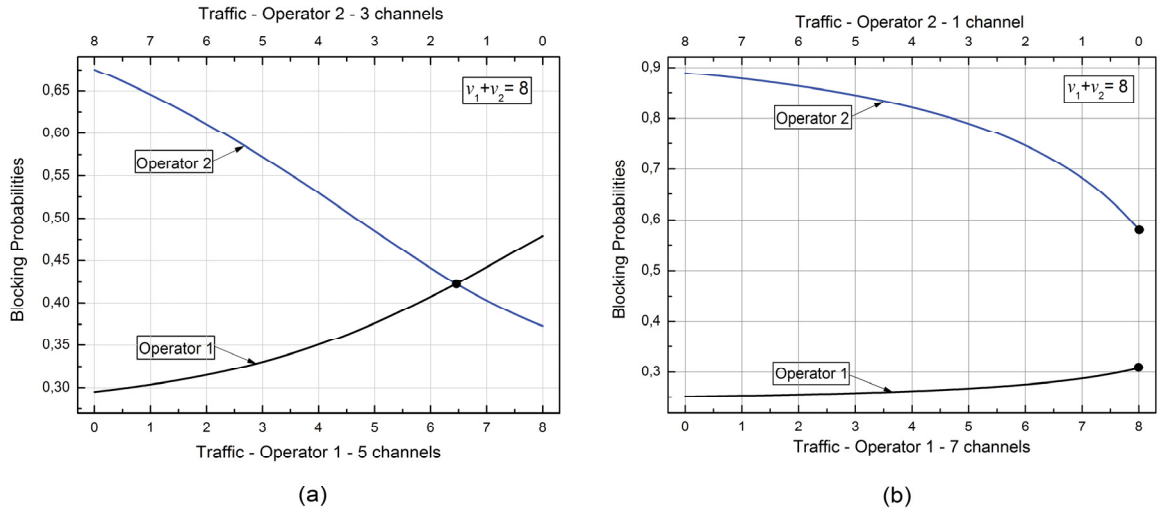 Traffic - Operator 2 - 3 channels
8 7 6 5 4 3 2 1 0
Blocking Probabilities
0,65
0,60
0,55
0,50
0,45
0,40
0,35
0,30
v1+v2= 8
Operator 2
Operator 1
0 1 2 3 4 5 6 7 8
Traffic - Operator 1 - 5 channels
(a)
Traffic - Operator 2 - 1 channel
8 7 6 5 4 3 2 1 0
Blocking Probabilities
0,9
0,8
0,7
0,6
0,5
0,4
0,3
v1+v2= 8
Operator 2
Operator 1
0 1 2 3 4 5 6 7 8
Traffic - Operator 1 - 7 channels
(b)